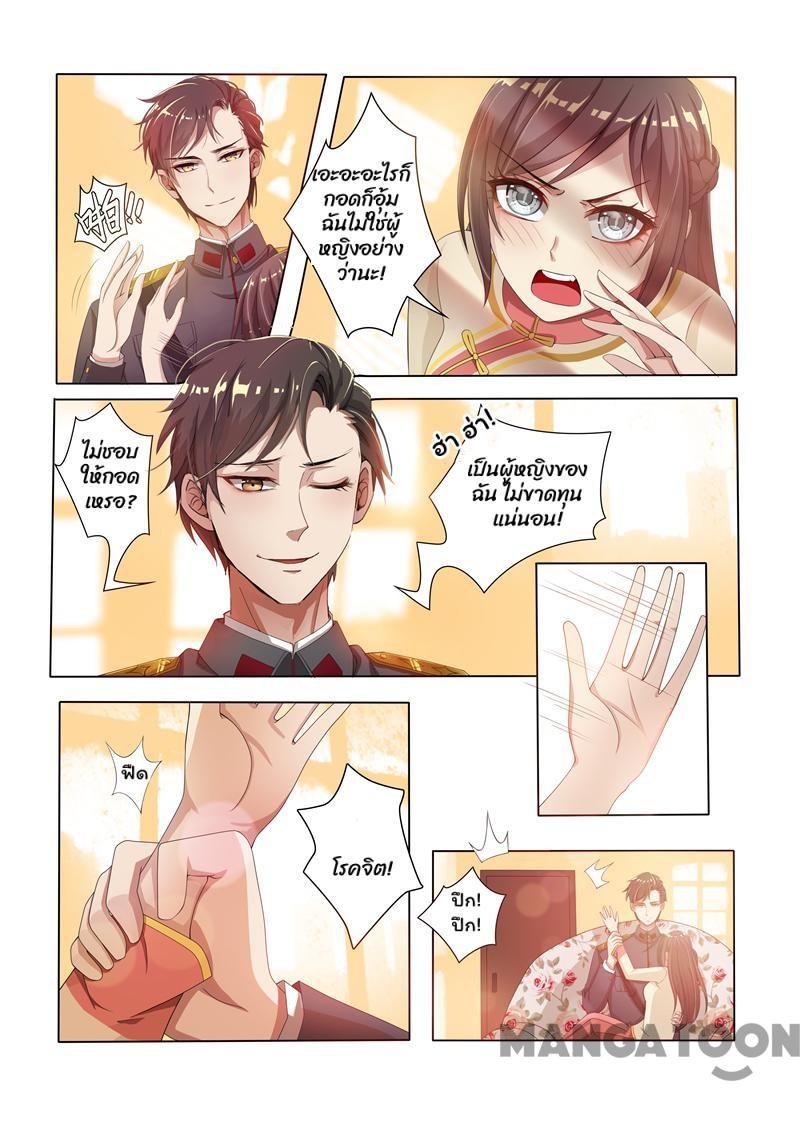 啪!!
เอะอะอะไรก็
กอดก็อุ้ม
ฉันไม่ใช่ผู้
หญิงอย่าง
ว่านะ!
ไม่ชอบ
ให้กอด
เหรอ?
ฮ่า ฮ่า!
เป็นผู้หญิงของ
ฉัน ไม่ขาดทุน
แน่นอน!
ฟืด
โรคจิต!
ปึก!
ปึก!
MANGATOON